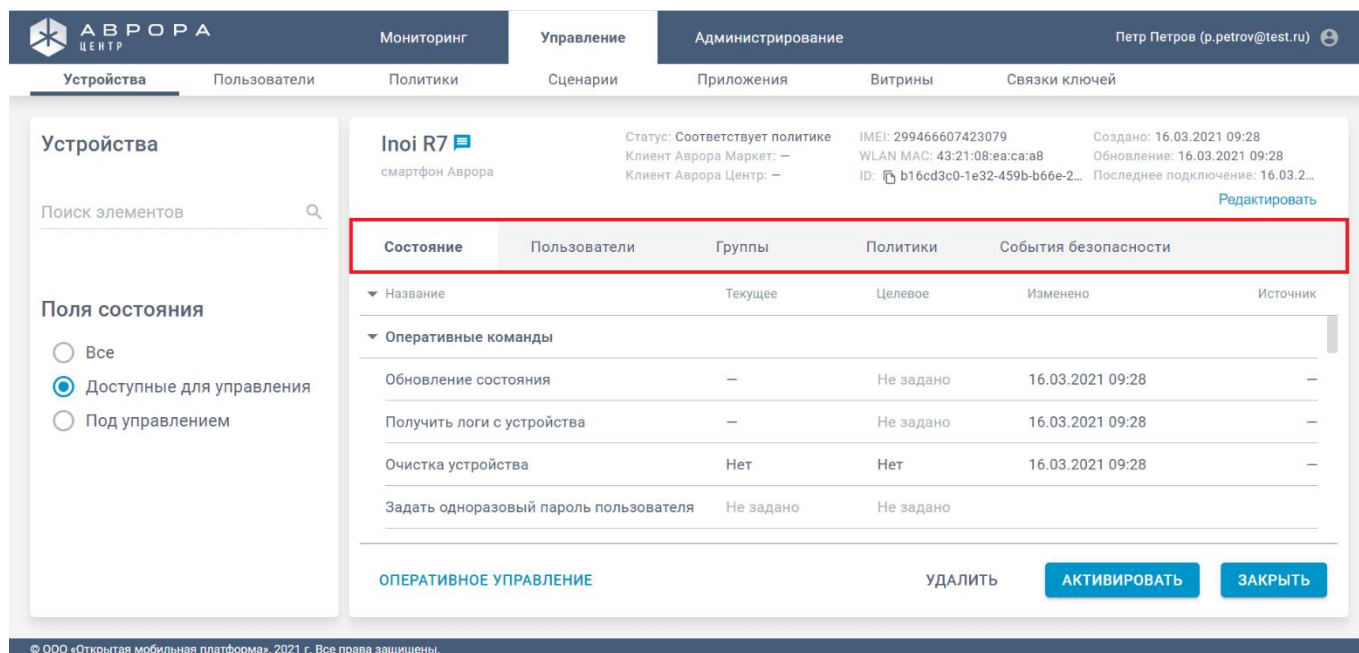 АВРОРА
ЦЕНТР
Мониторинг Управление Администрирование Петр Петров (p.petrov@test.ru)
Устройства Пользователи Политики Сценарии Приложения Витрины Связки ключей
Устройства
Поиск элементов
Поля состояния
Все
Доступные для управления
Под управлением
Inoi R7
смартфон Аврора
Статус: Соответствует политике
Клиент Аврора Маркет: —
Клиент Аврора Центр: —
IMEI: 299466607423079
WLAN MAC: 43:21:08:ea:ca:a8
ID: b16cd3c0-1e32-459b-b66e-2...
Создано: 16.03.2021 09:28
Обновление: 16.03.2021 09:28
Последнее подключение: 16.03.2...
Редактировать
Состояние Пользователи Группы Политики События безопасности
Название Текущее Целевое Изменено Источник
Оперативные команды
Обновление состояния — Не задано 16.03.2021 09:28 —
Получить логи с устройства — Не задано 16.03.2021 09:28 —
Очистка устройства Нет Нет 16.03.2021 09:28 —
Задать одноразовый пароль пользователя Не задано Не задано
ОПЕРАТИВНОЕ УПРАВЛЕНИЕ УДАЛИТЬ АКТИВИРОВАТЬ ЗАКРЫТЬ
© ООО «Открытая мобильная платформа», 2021 г. Все права защищены.